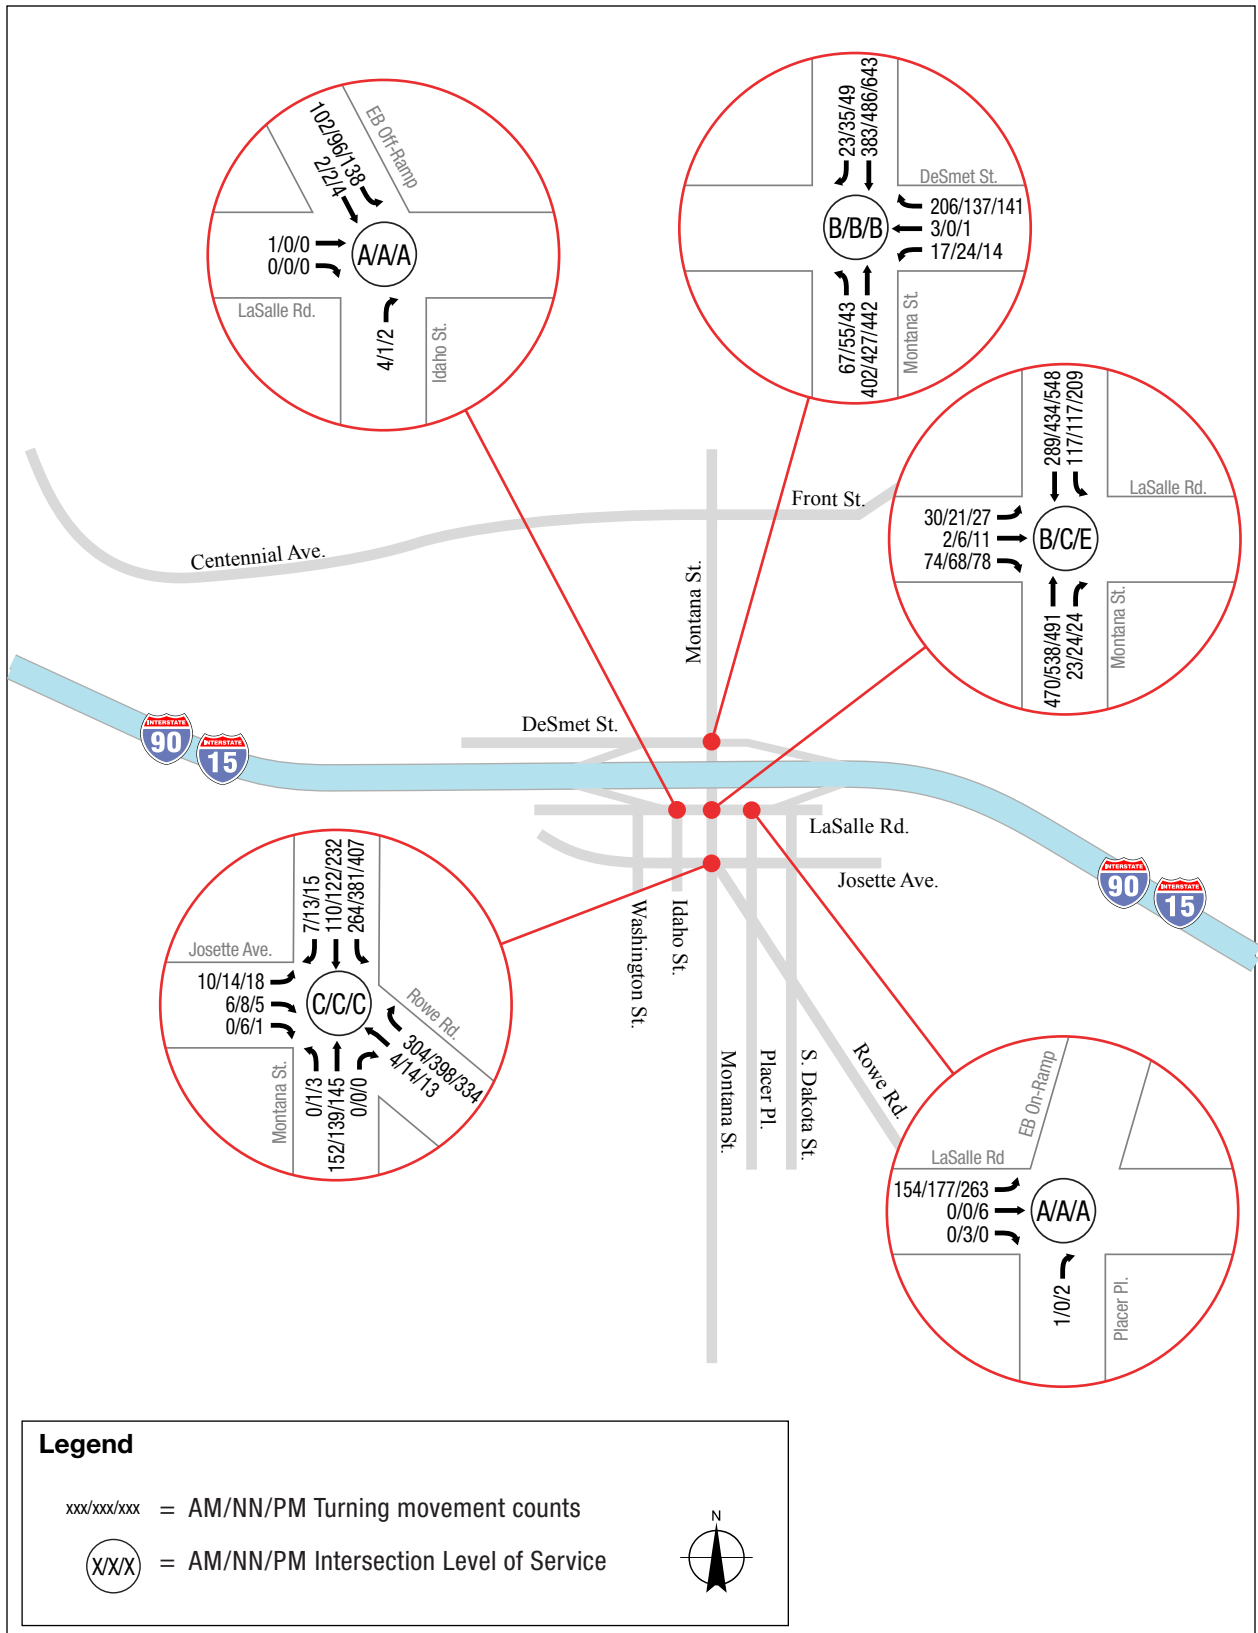 102/96/138
2/2/4
EB Off-Ramp
1/0/0
0/0/0
A/A/A
LaSalle Rd.
4/1/2
Idaho St.
23/35/49
383/486/643
DeSmet St.
206/137/141
3/0/1
17/24/14
B/B/B
67/55/43
402/427/442
Montana St.
289/434/548
117/117/209
LaSalle Rd.
30/21/27
2/6/11
74/68/78
B/C/E
470/538/491
23/24/24
Montana St.
Centennial Ave.
Front St.
Montana St.
INTERSTATE
90
INTERSTATE
15
DeSmet St.
LaSalle Rd.
Josette Ave.
INTERSTATE
90
INTERSTATE
15
Washington St.
Idaho St.
Montana St.
Placer Pl.
S. Dakota St.
Rowe Rd.
7/13/15
110/122/232
264/381/407
Josette Ave.
10/14/18
6/8/5
0/6/1
C/C/C
Rowe Rd.
304/398/334
4/14/13
Montana St.
0/1/3
152/139/145
0/0/0
EB On-Ramp
LaSalle Rd
154/177/263
0/0/6
0/3/0
A/A/A
1/0/2
Placer Pl.
Legend
xxx/xxx/xxx = AM/NN/PM Turning movement counts
X/X/X = AM/NN/PM Intersection Level of Service
N